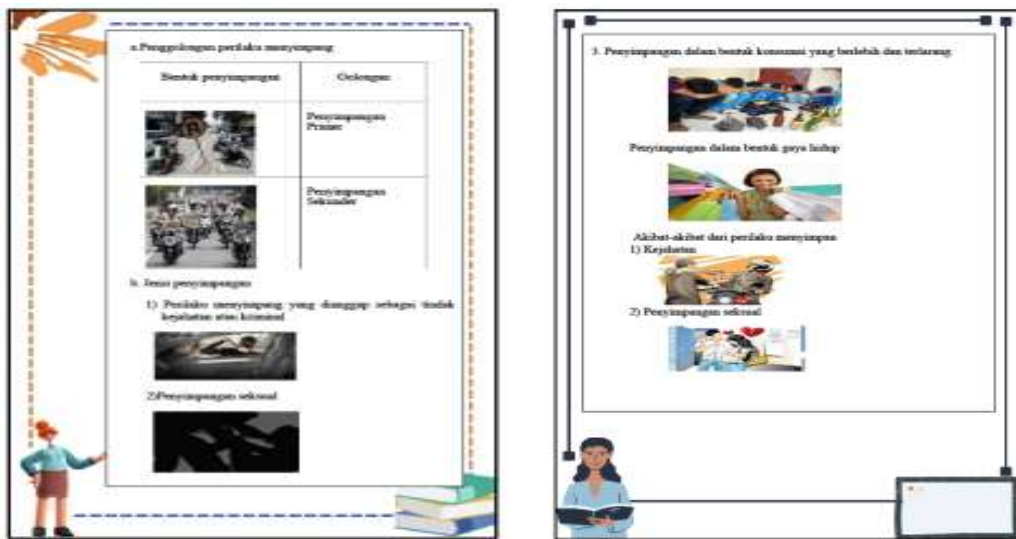 a.Penggolongan perilaku menyimpang
Bentuk penyimpangan
Golongan
Penyimpangan
Primer
Penyimpangan
Sekunder
b. Jenis penyimpangan
1) Perilaku menyimpang yang dianggap sebagai tindak
kejahatan atau kriminal
2)Penyimpangan seksual
3. Penyimpangan dalam bentuk konsumsi yang berlebih dan terlarang
Penyimpangan dalam bentuk gaya hidup
Akibat-akibat dari perilaku menyimpan
1) Kejahatan
2) Penyimpangan seksual